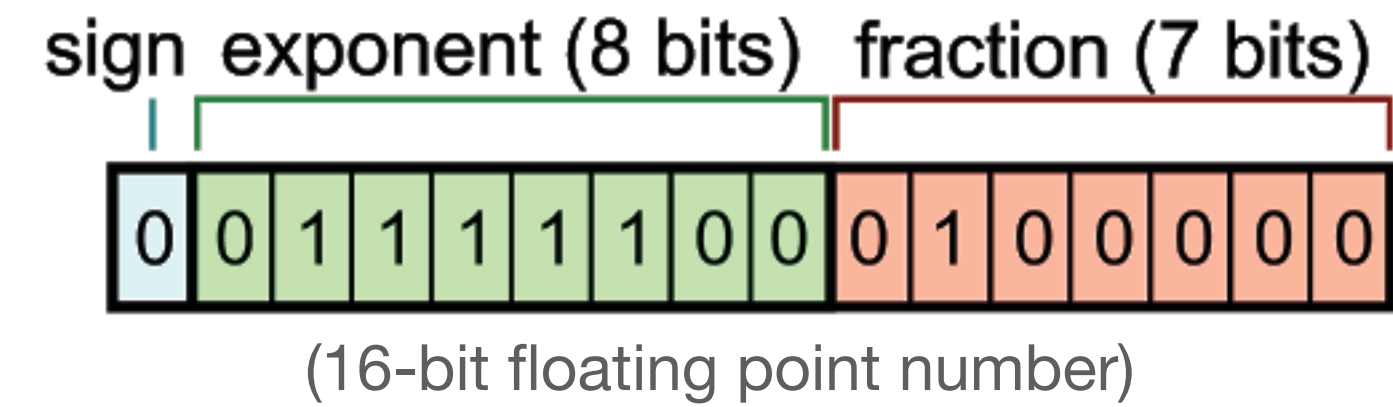 sign exponent (8 bits) fraction (7 bits)
0 0 1 1 1 1 1 0 0 0 1 0 0 0 0 0
(16-bit floating point number)